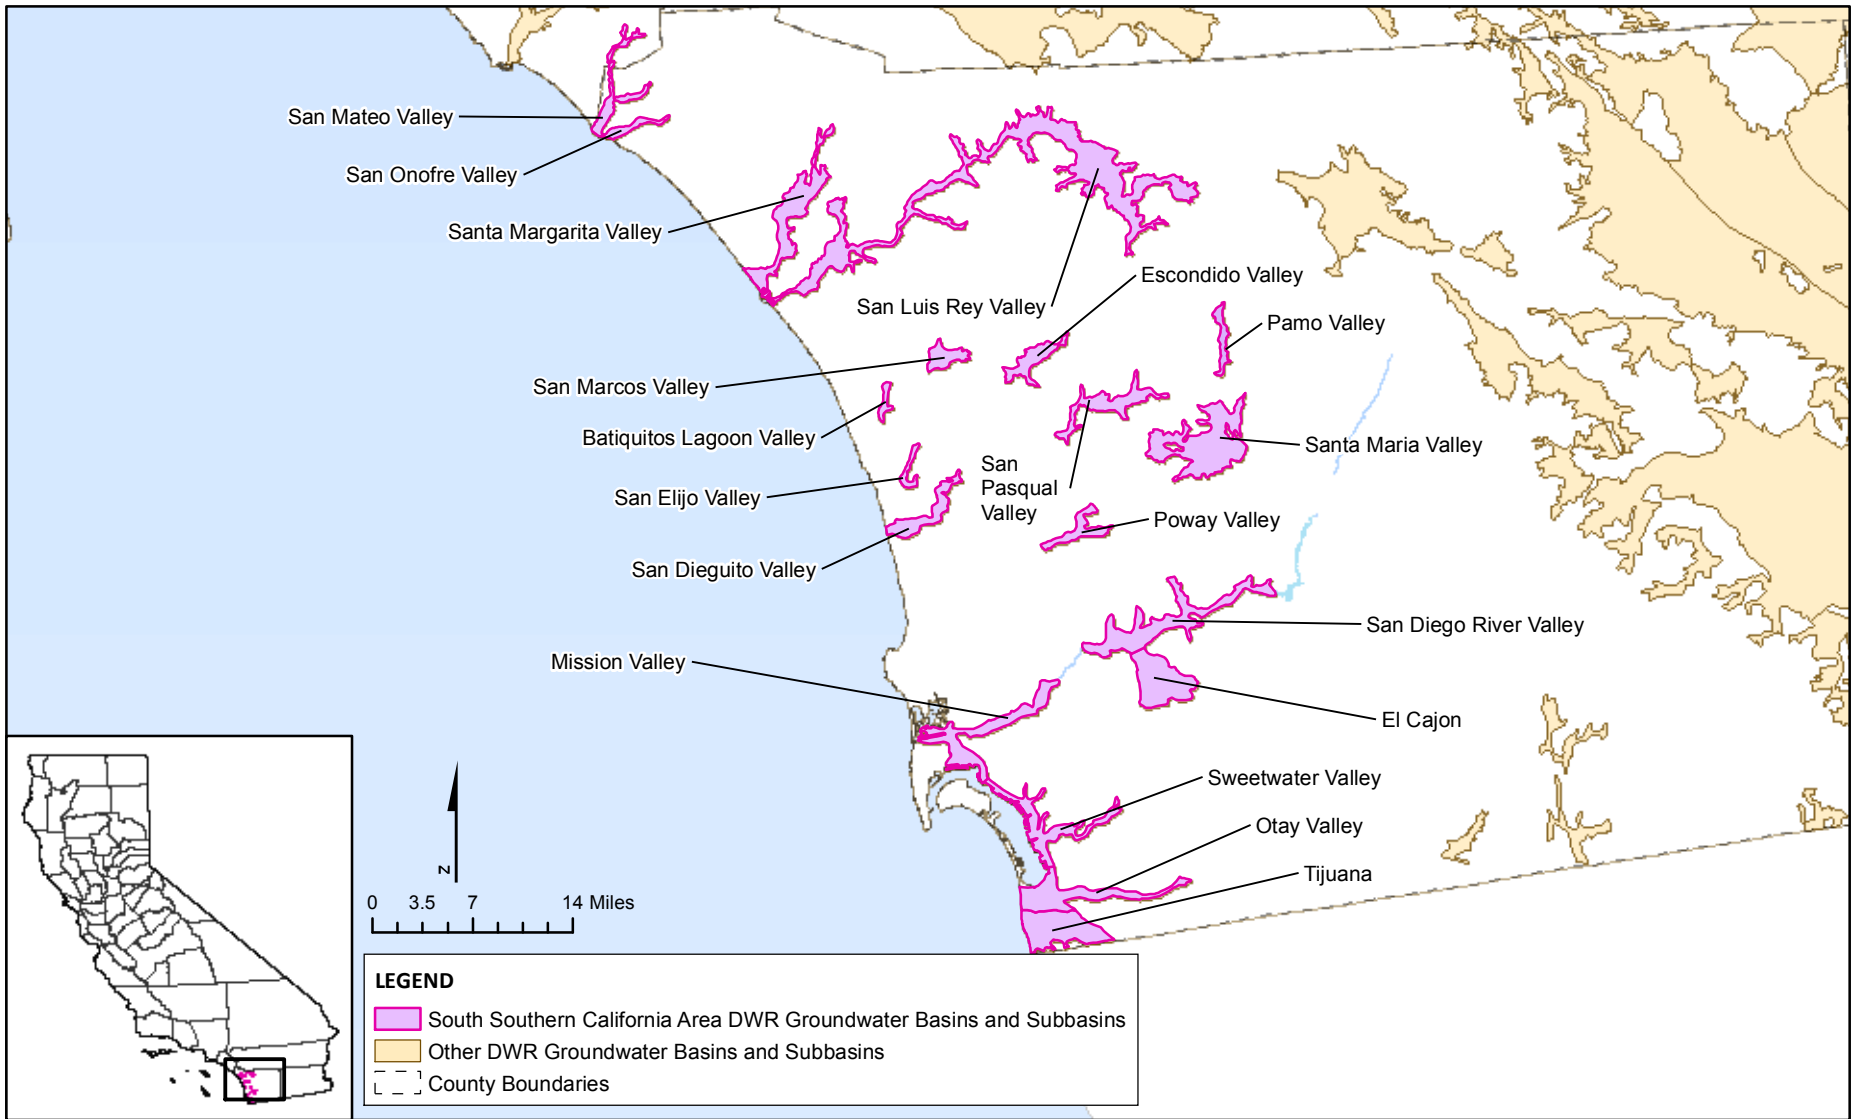 San Mateo Valley
San Onofre Valley
Santa Margarita Valley
San Luis Rey Valley
Escondido Valley
Pamo Valley
San Marcos Valley
Batiquitos Lagoon Valley
Santa Maria Valley
San Elijo Valley
San
Pasqual
Valley
Poway Valley
San Dieguito Valley
San Diego River Valley
Mission Valley
El Cajon
Sweetwater Valley
Otay Valley
Tijuana
N
0 3.5 7 14 Miles
LEGEND
South Southern California Area DWR Groundwater Basins and Subbasins
Other DWR Groundwater Basins and Subbasins
County Boundaries